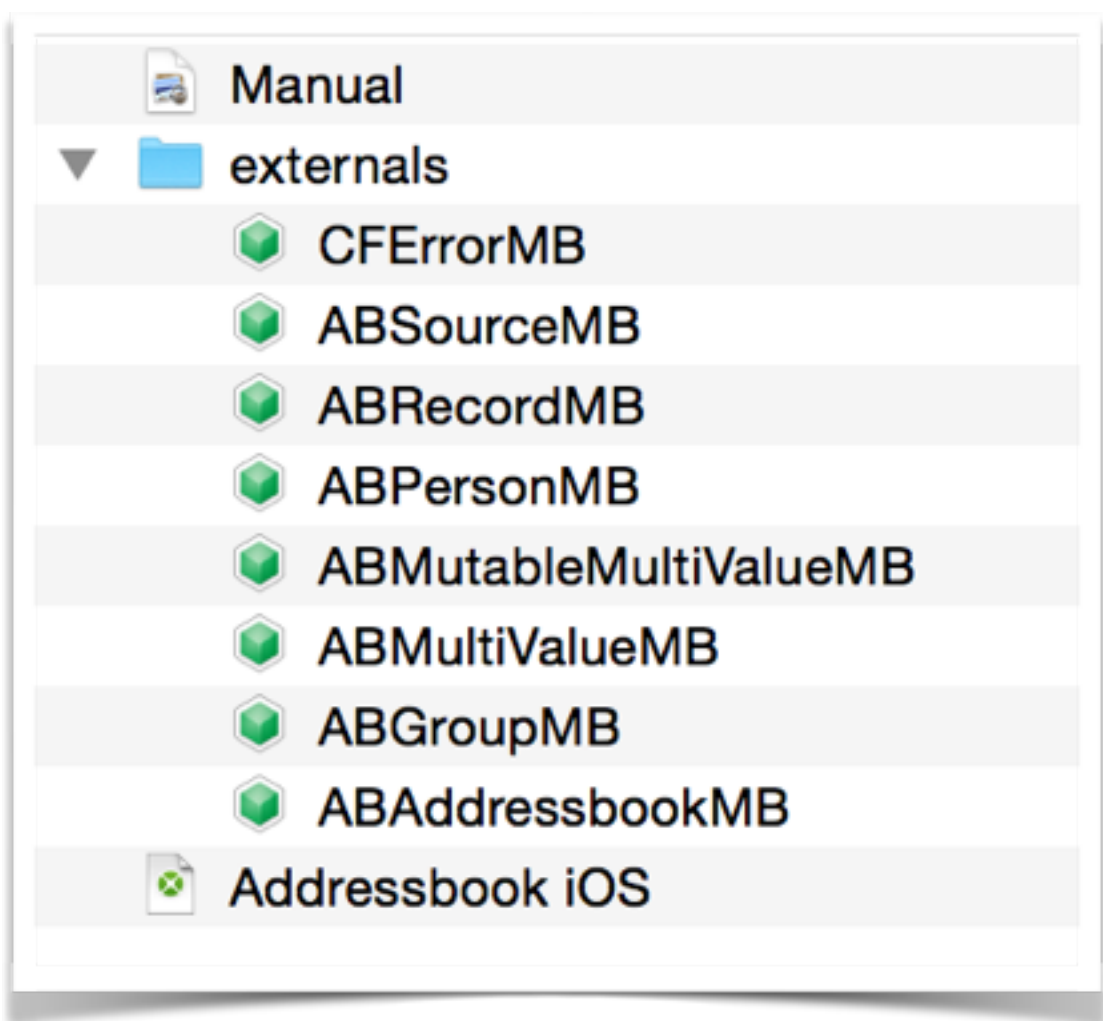 Manual
externals
CFErrorMB
ABSourceMB
ABRecordMB
ABPersonMB
ABMutableMultiValueMB
ABMultiValueMB
ABGroupMB
ABAddressbookMB
Addressbook iOS